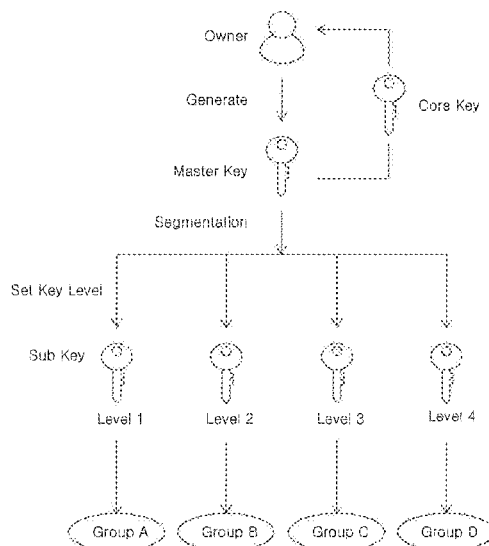 Owner
Generate
Core Key
Master Key
Segmentation
Set Key Level
Sub Key
Level 1 Level 2 Level 3 Level 4
Group A Group B Group C Group D